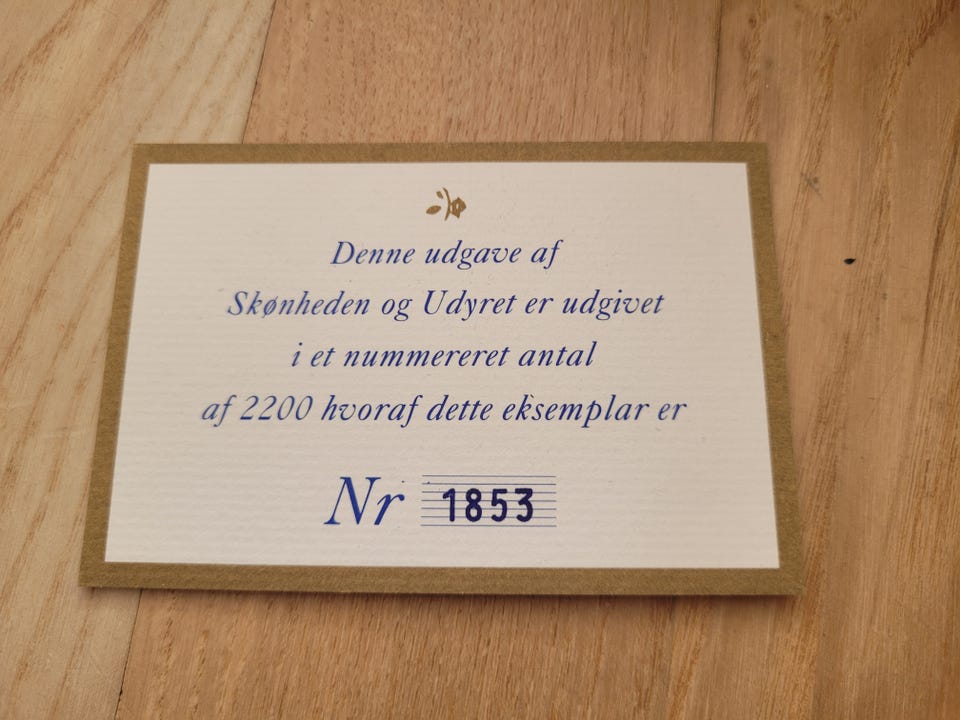 Denne udgave af
Skønheden og Udyret er udgivet
i et nummereret antal
af 2200 hvoraf dette eksemplar er
Nr 1853